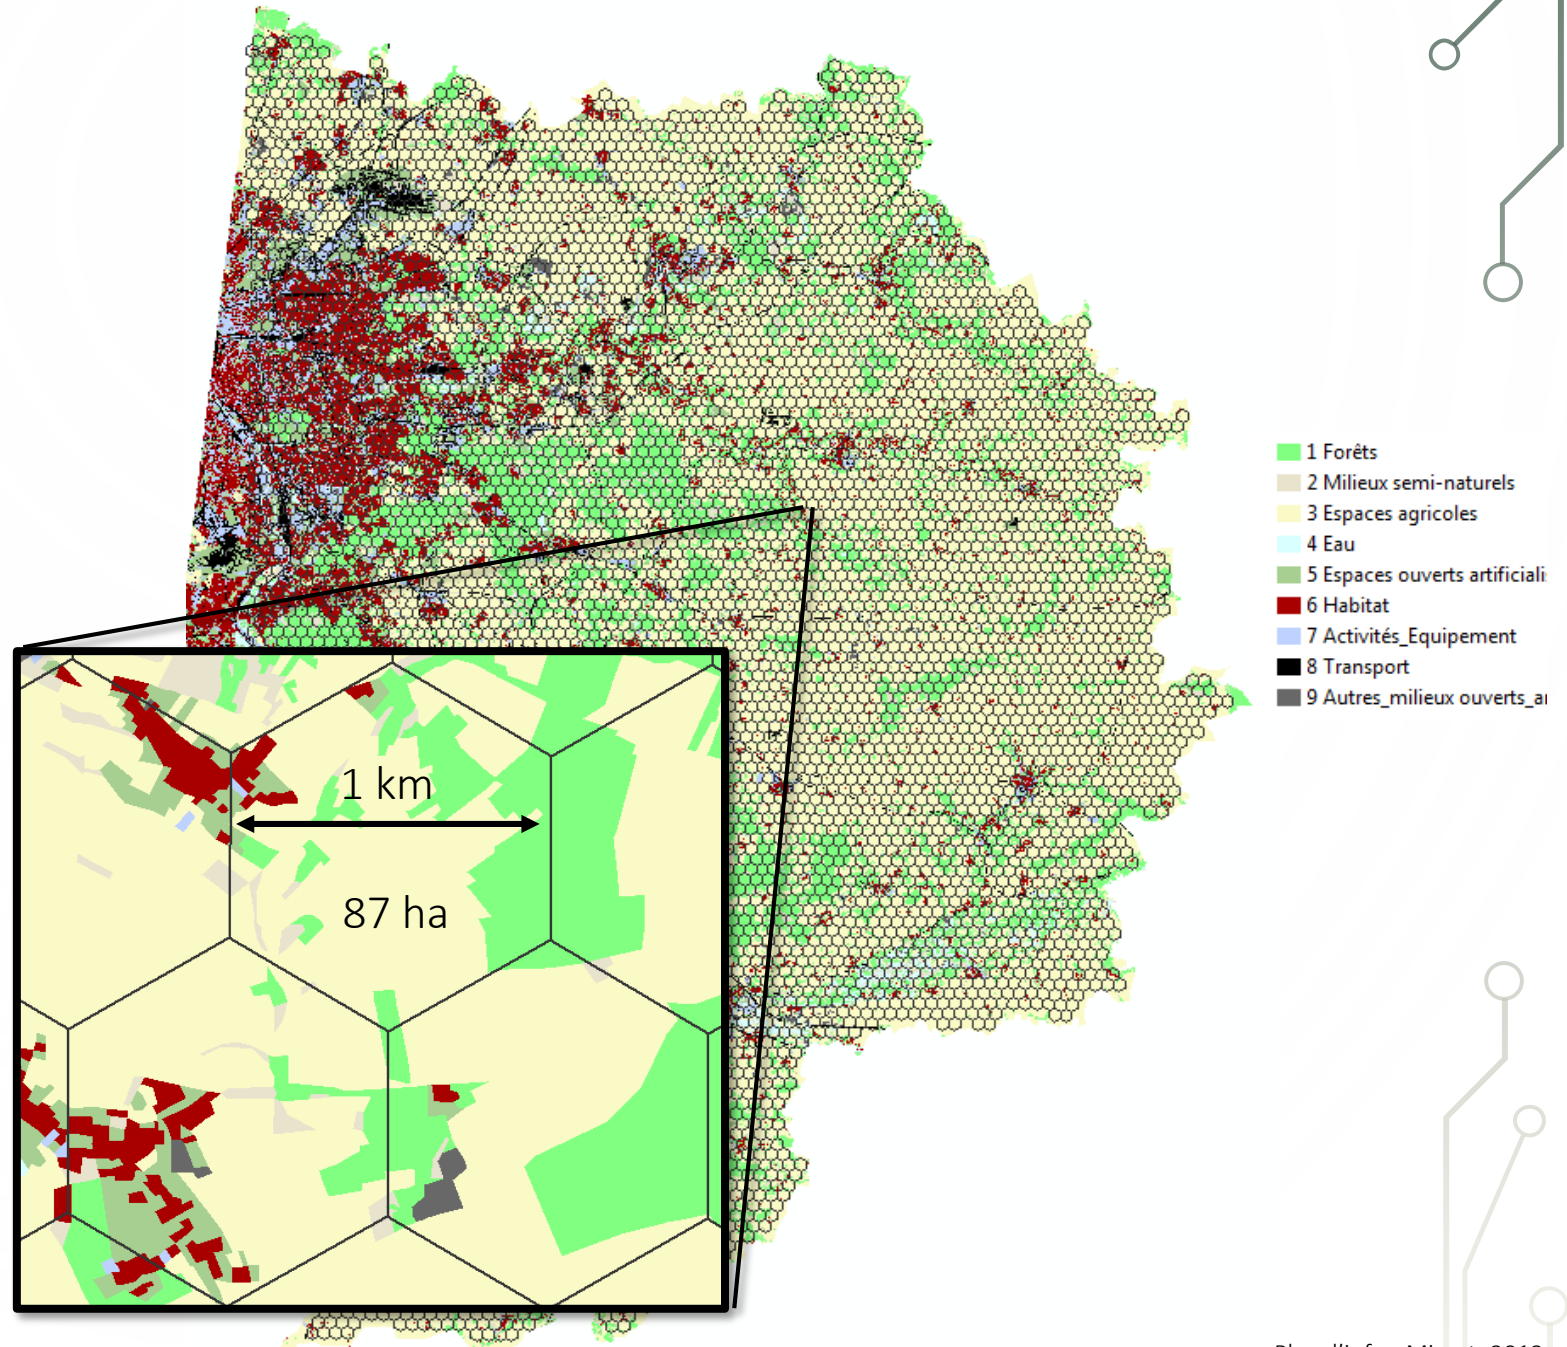 1 Forêts
2 Milieux semi-naturels
3 Espaces agricoles
4 Eau
5 Espaces ouverts artificiali
6 Habitat
7 Activités_Equipement
8 Transport
9 Autres_milieux ouverts_a
1 km
87 ha